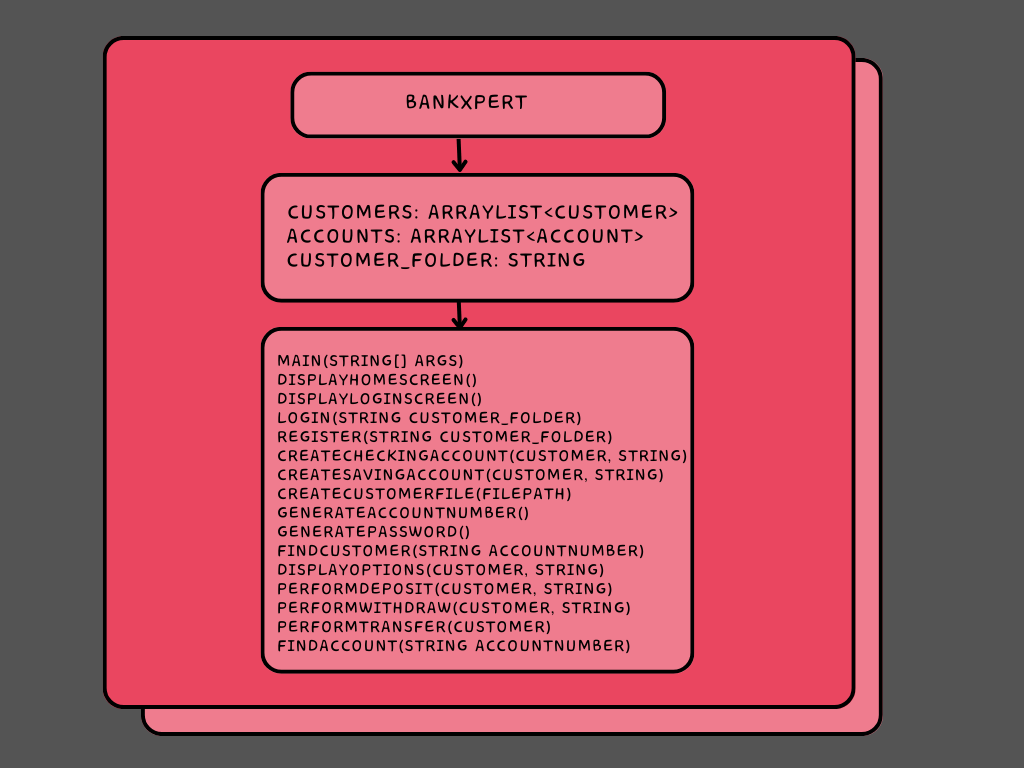 BANKXPERT
CUSTOMERS: ARRAYLIST<CUSTOMER>
ACCOUNTS: ARRAYLIST<ACCOUNT>
CUSTOMER_FOLDER: STRING
MAIN(STRING[] ARGS)
DISPLAYHOMESCREEN()
DISPLAYLOGINSCREEN()
LOGIN(STRING CUSTOMER_FOLDER)
REGISTER(STRING CUSTOMER_FOLDER)
CREATECHECKINGACCOUNT(CUSTOMER, STRING)
CREATESAVINGACCOUNT(CUSTOMER, STRING)
CREATECUSTOMERFILE(FILEPATH)
GENERATEACCOUNTNUMBER()
GENERATEPASSWORD()
FINDCUSTOMER(STRING ACCOUNTNUMBER)
DISPLAYOPTIONS(CUSTOMER, STRING)
PERFORMDEPOSIT(CUSTOMER, STRING)
PERFORMWITHDRAW(CUSTOMER, STRING)
PERFORMTRANSFER(CUSTOMER)
FINDACCOUNT(STRING ACCOUNTNUMBER)